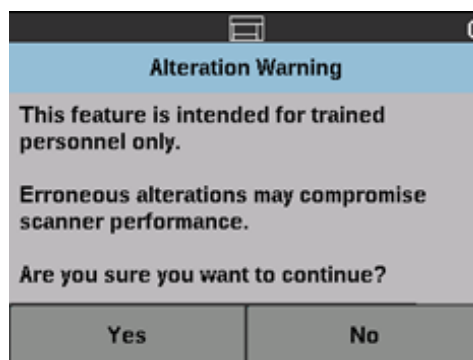 Alteration Warning
This feature is intended for trained
personnel only.
Erroneous alterations may compromise
scanner performance.
Are you sure you want to continue?
Yes
No